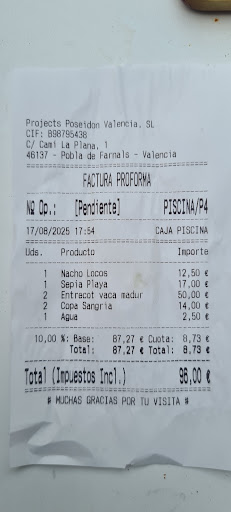 Projects Poseidon Valencia, SL
CIF: B98795438
C/ Cami La Plana, 1
46137 - Pobla de Farnals - Valencia
FACTURA PROFORMA
Nº Op.: [Pendiente] PISCINA/P4
17/08/2025 17:54 CAJA PISCINA
Uds. Producto Importe
1 Nacho Locos 12,50 €
1 Sepia Playa 17,00 €
2 Entrecot vaca madur 50,00 €
2 Copa Sangria 14,00 €
1 Agua 2,50 €
10,00 %: Base: 87,27 € Cuota: 8,73 €
Total: 87,27 € Total: 8,73 €
Total (Impuestos Incl.) 96,00 €
# MUCHAS GRACIAS POR TU VISITA #